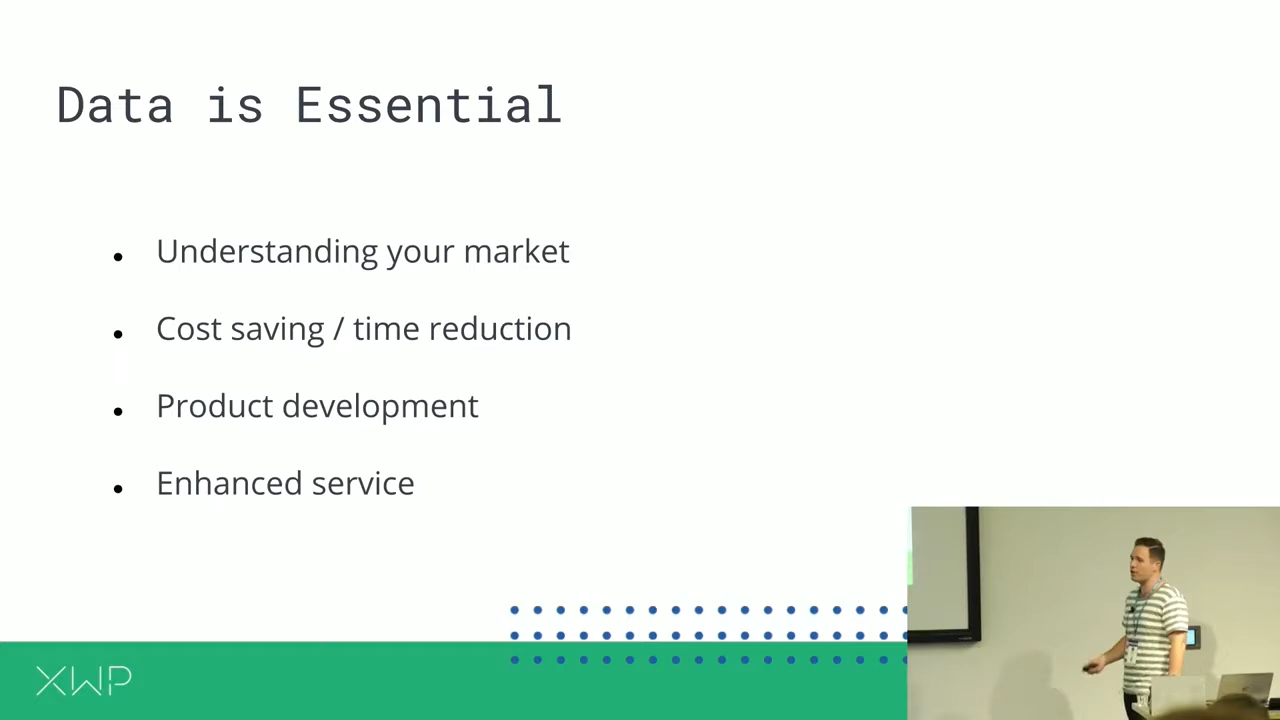 Data is Essential
Understanding your market
Cost saving / time reduction
Product development
Enhanced service
XWP